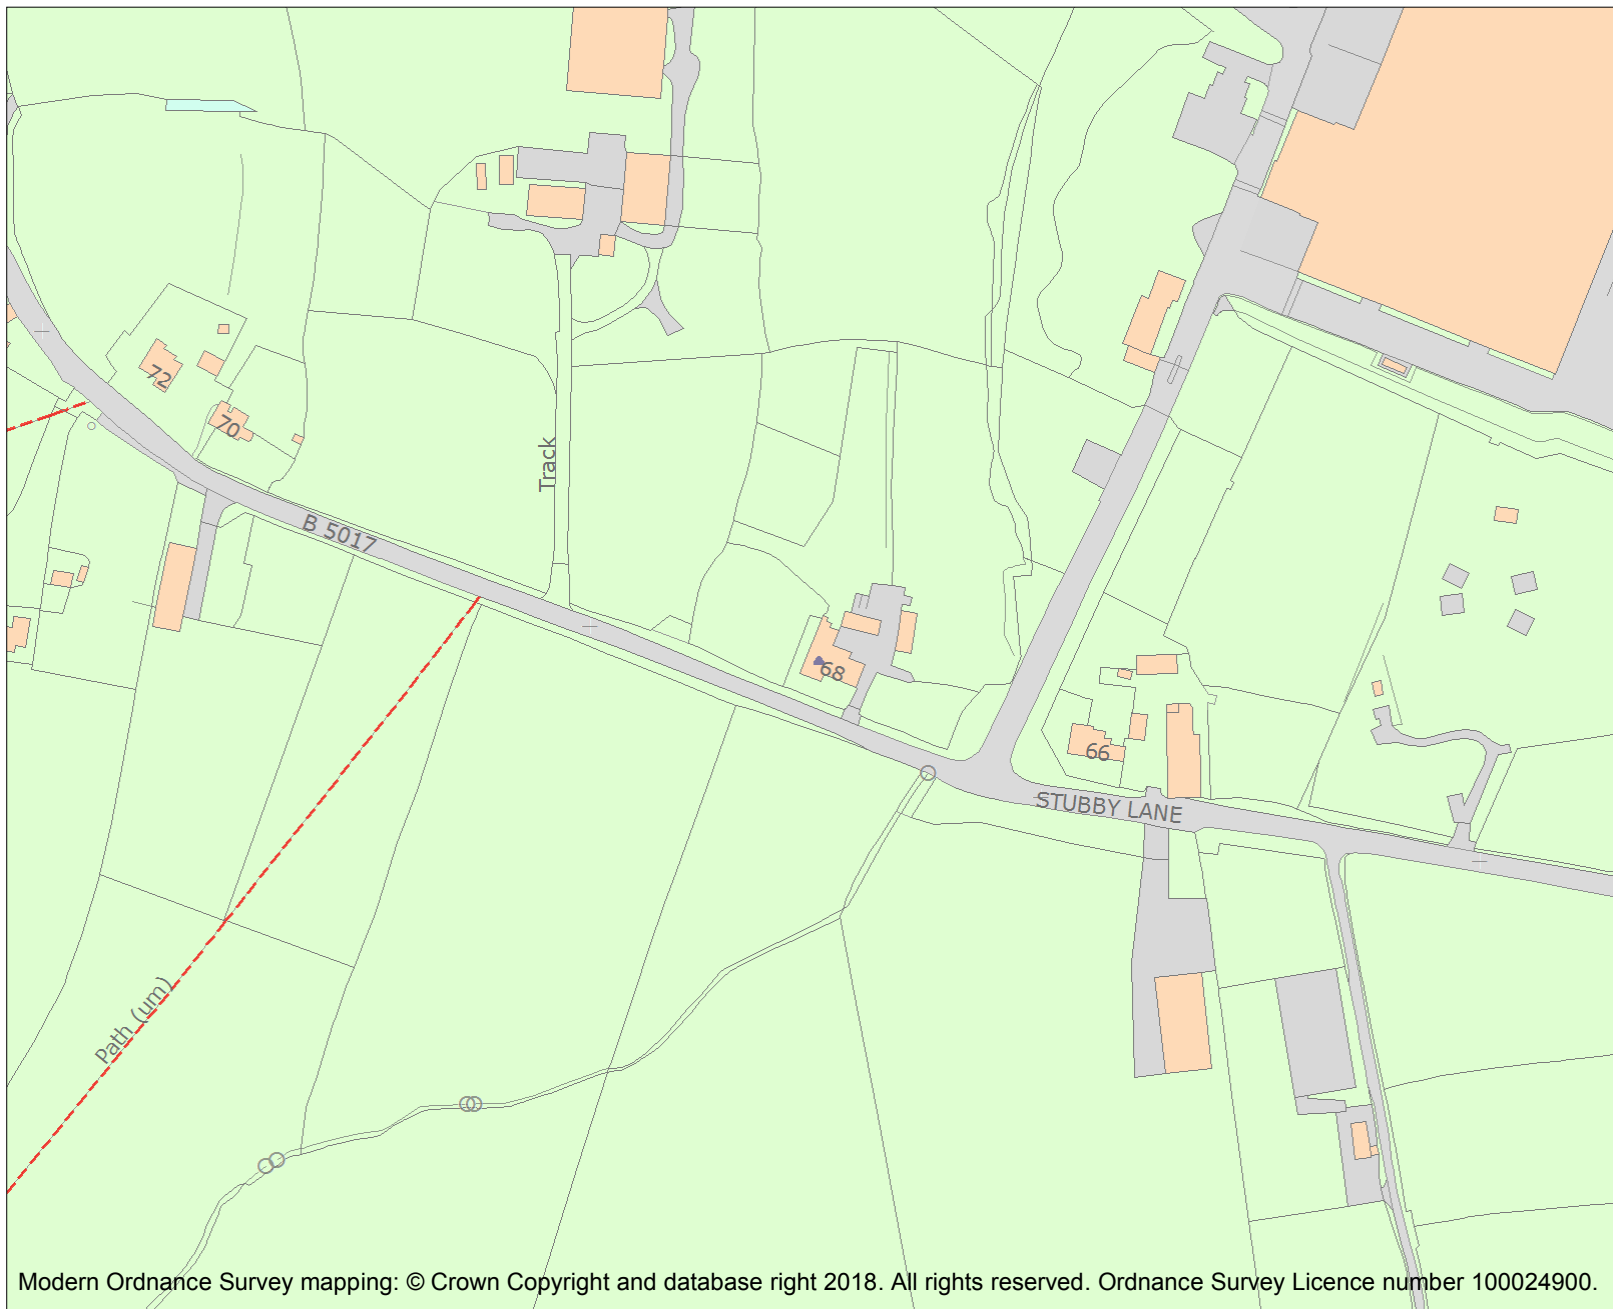 72
70
Track
B 5017
68
66
STUBBY LANE
Path (um)
Modern Ordnance Survey mapping: © Crown Copyright and database right 2018. All rights reserved. Ordnance Survey Licence number 100024900.